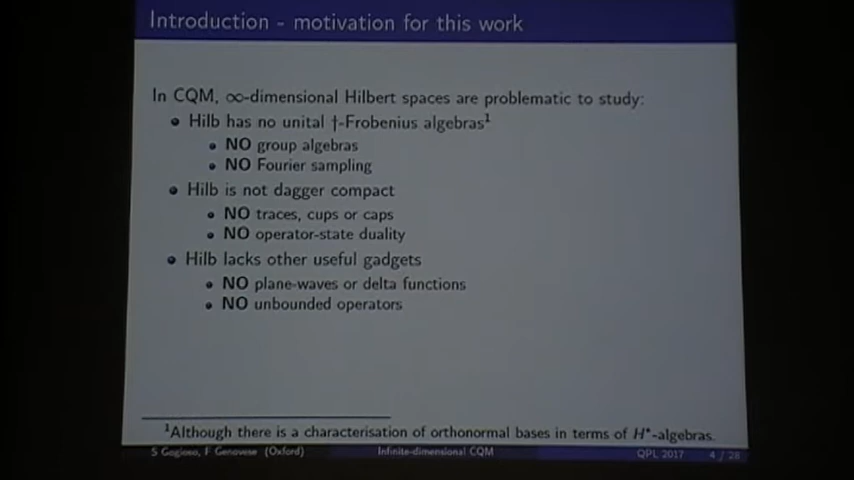 Introduction - motivation for this work
In CQM, ∞-dimensional Hilbert spaces are problematic to study:
• Hilb has no unital †-Frobenius algebras¹
• NO group algebras
• NO Fourier sampling
• Hilb is not dagger compact
• NO traces, cups or caps
• NO operator-state duality
• Hilb lacks other useful gadgets
• NO plane-waves or delta functions
• NO unbounded operators
¹Although there is a characterisation of orthonormal bases in terms of H*-algebras.
S Gogioso, F Genovese (Oxford) Infinite-dimensional CQM QPL 2017 4 / 28